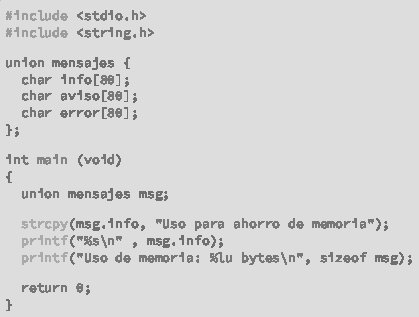 #include <stdio.h>
#include <string.h>
union mensajes {
char info[80];
char aviso[80];
char error[80];
};
int main (void)
{
union mensajes msg;
strcpy(msg.info, "Uso para ahorro de memoria");
printf("%s\n" , msg.info);
printf("Uso de memoria: %lu bytes\n", sizeof msg);
return 0;
}